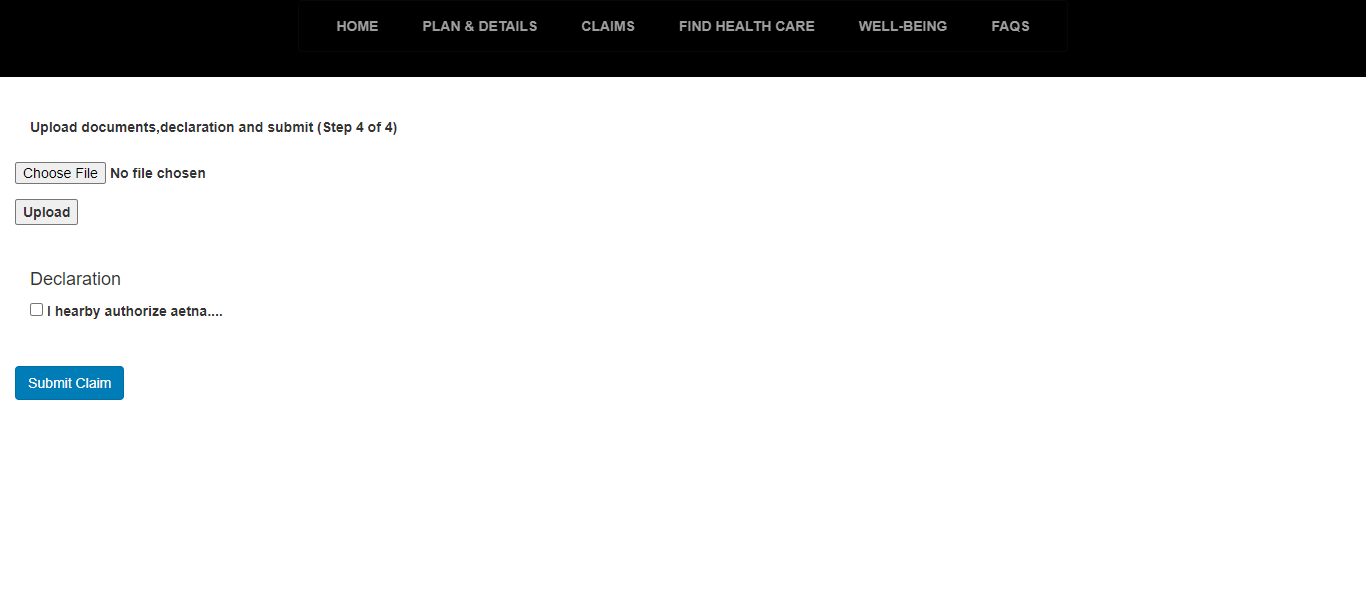 HOME PLAN & DETAILS CLAIMS FIND HEALTH CARE WELL-BEING FAQS
Upload documents,declaration and submit (Step 4 of 4)
Choose File No file chosen
Upload
Declaration
I hearby authorize aetna....
Submit Claim